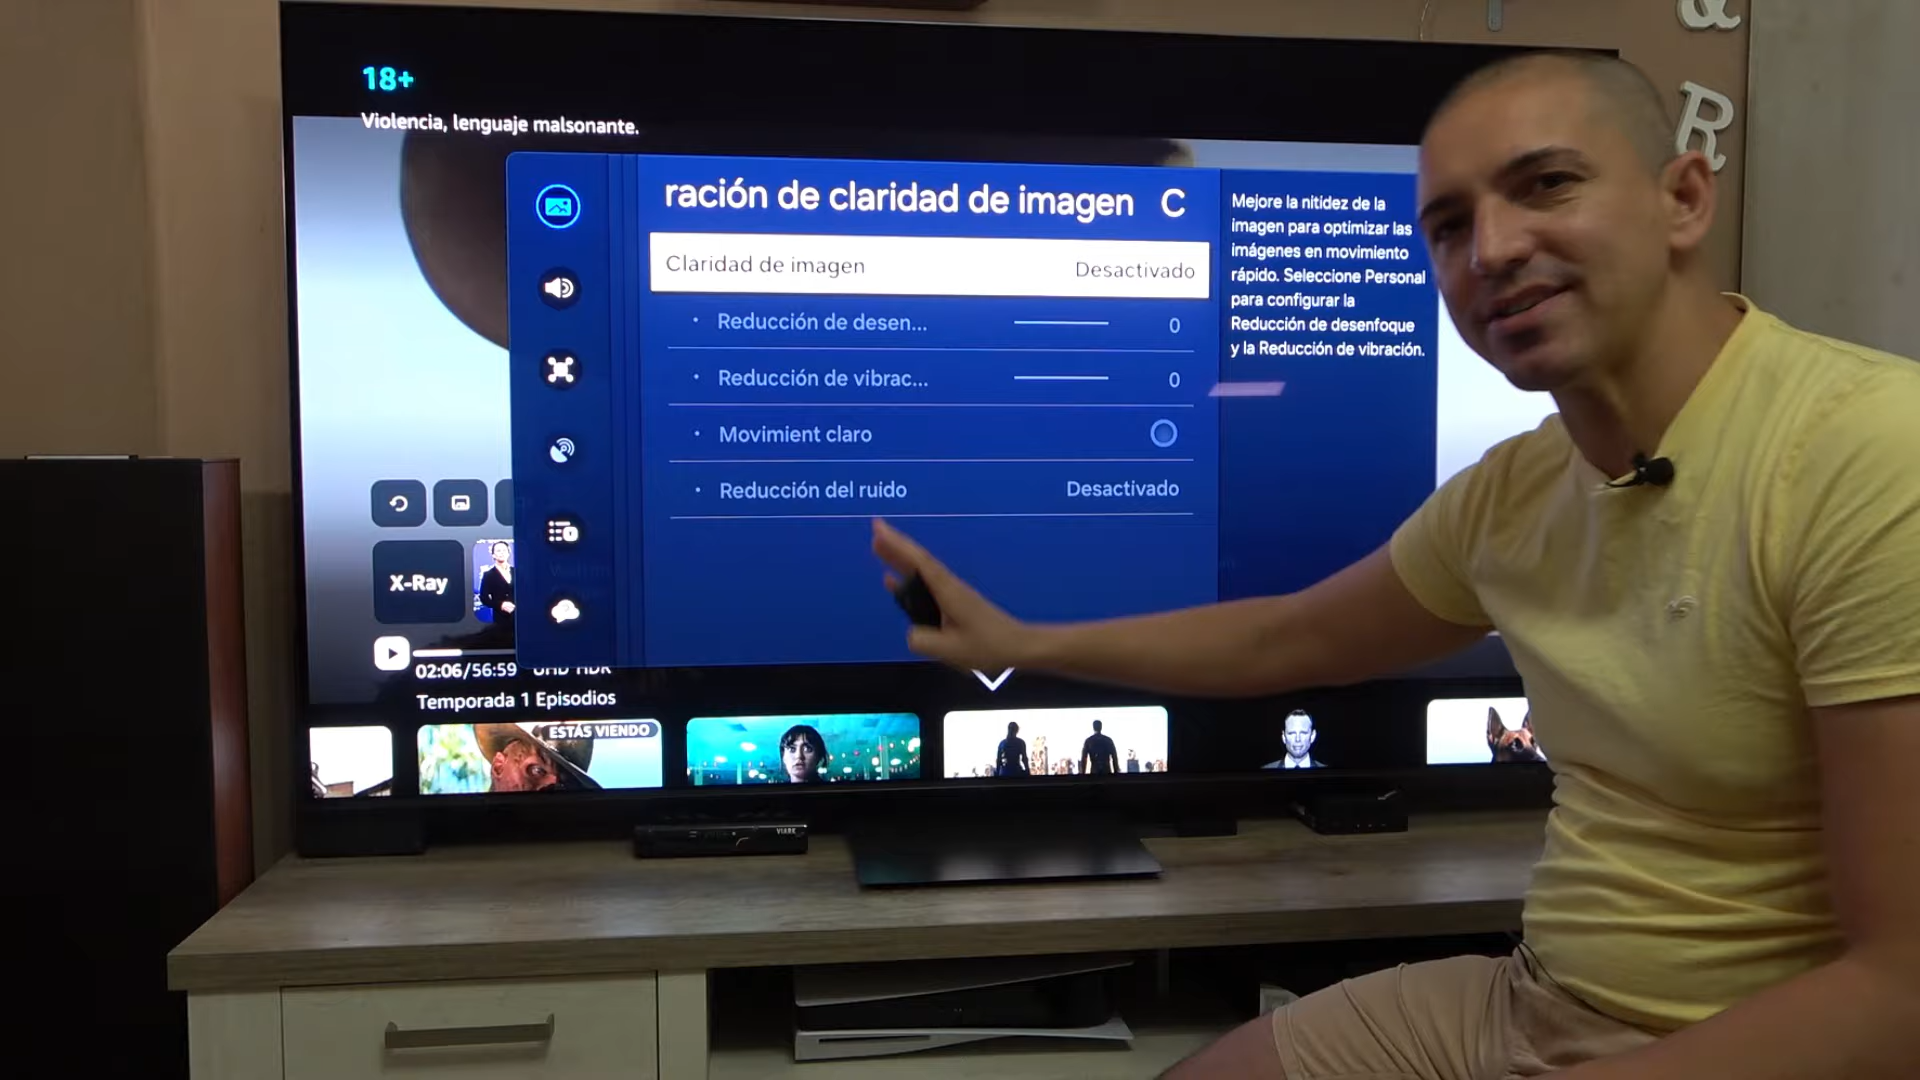 18+
Violencia, lenguaje malsonante.
ración de claridad de imagen C
Claridad de imagen Desactivado
Reducción de desen... 0
Reducción de vibrac... 0
Movimient claro
Reducción del ruido Desactivado
Mejore la nitidez de la
imagen para optimizar las
imágenes en movimiento
rápido. Seleccione Personal
para configurar la
Reducción de desenfoque
y la Reducción de vibración.
& 
R
X-Ray
02:06/56:59 UHD HDR
Temporada 1 Episodios
ESTÁS VIENDO
VIARK